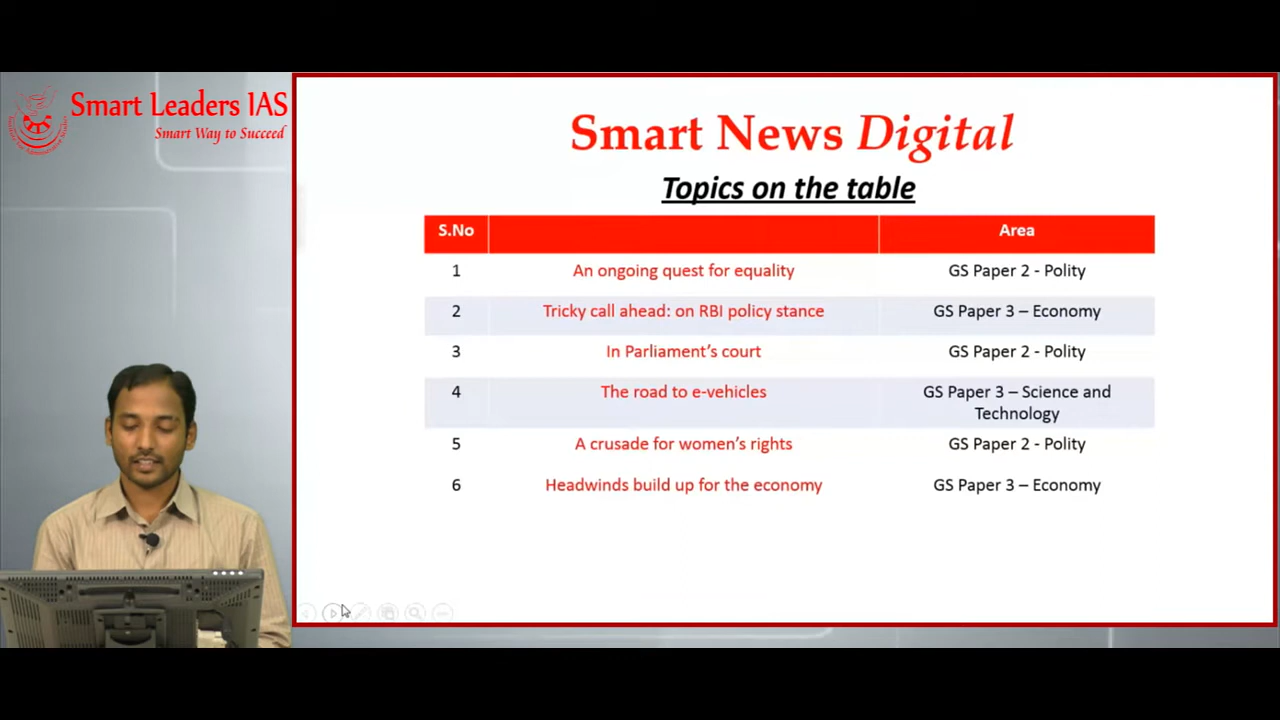 Smart Leaders IAS
Smart Way to Succeed
Smart News Digital
Topics on the table
S.No Area
1 An ongoing quest for equality GS Paper 2 - Polity
2 Tricky call ahead: on RBI policy stance GS Paper 3 – Economy
3 In Parliament’s court GS Paper 2 - Polity
4 The road to e-vehicles GS Paper 3 – Science and
Technology
5 A crusade for women’s rights GS Paper 2 - Polity
6 Headwinds build up for the economy GS Paper 3 – Economy